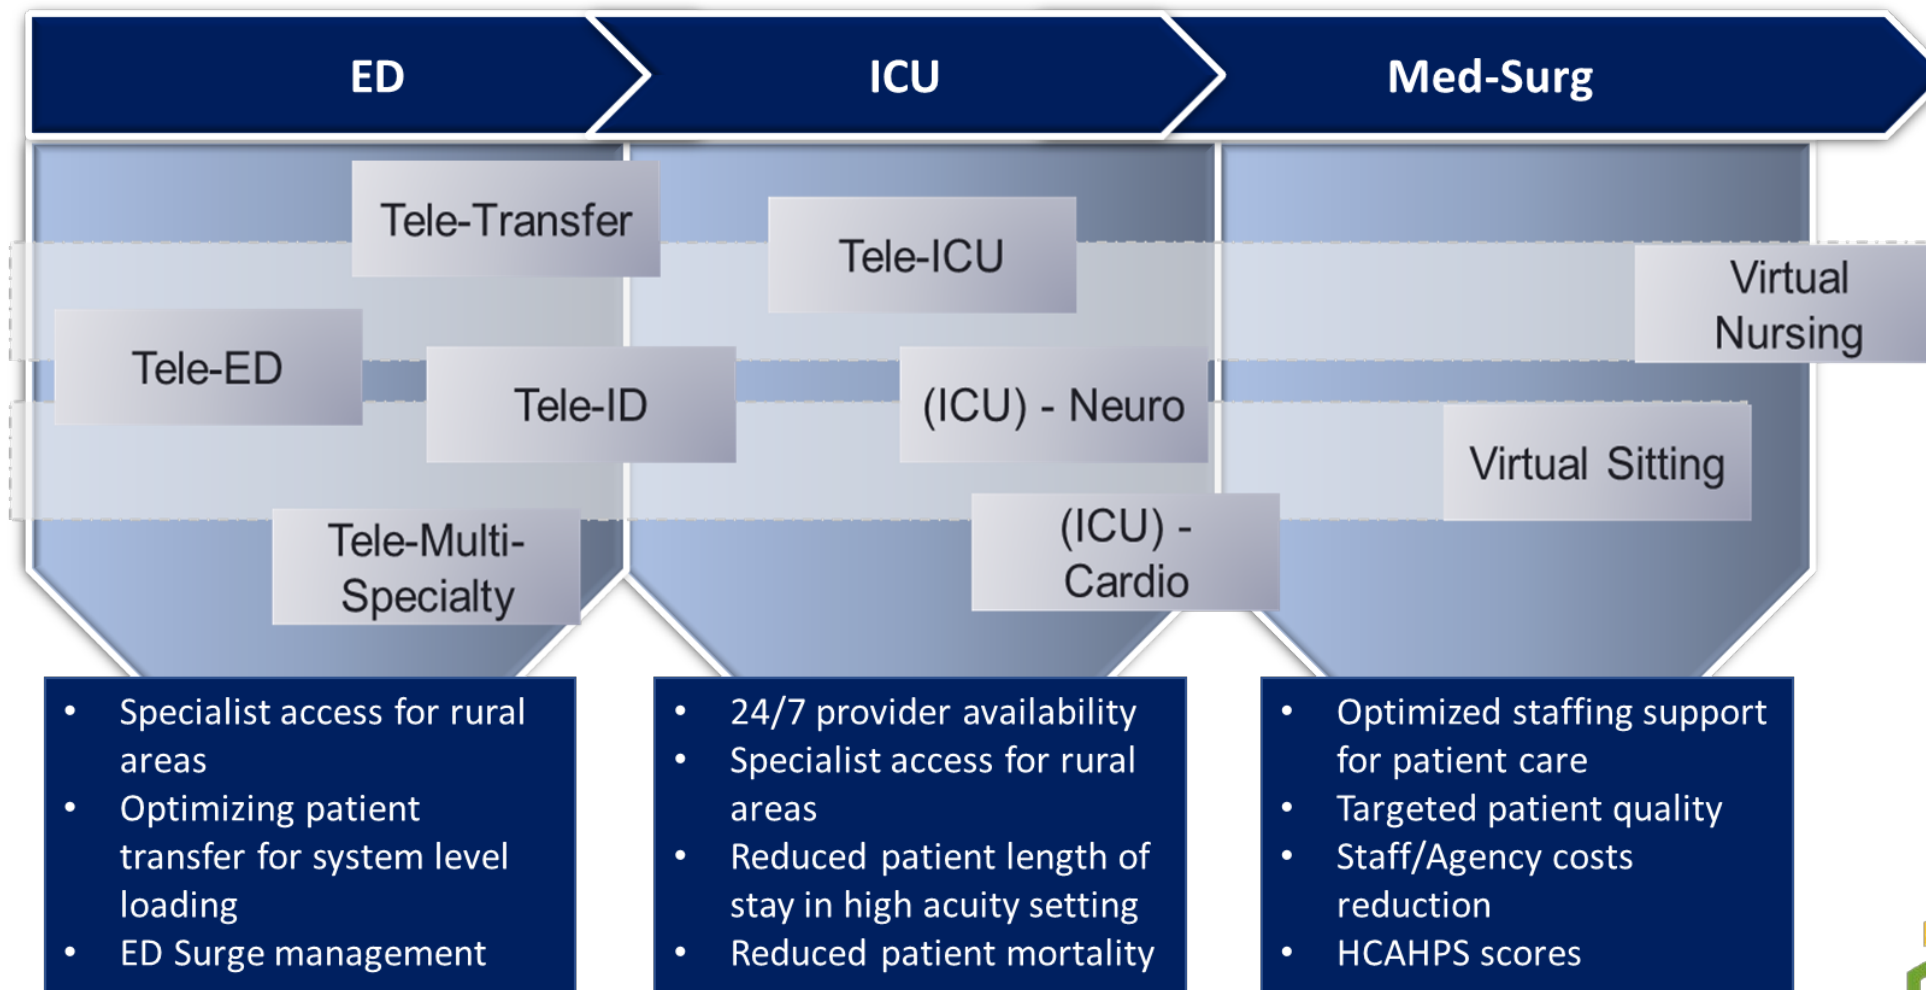 ED
ICU
Med-Surg
Tele-Transfer
Tele-ICU
Virtual
Nursing
Tele-ED
Tele-ID
(ICU) - Neuro
Virtual Sitting
Tele-Multi-
Specialty
(ICU) -
Cardio
• Specialist access for rural
areas
• Optimizing patient
transfer for system level
loading
• ED Surge management
• 24/7 provider availability
• Specialist access for rural
areas
• Reduced patient length of
stay in high acuity setting
• Reduced patient mortality
• Optimized staffing support
for patient care
• Targeted patient quality
• Staff/Agency costs
reduction
• HCAHPS scores